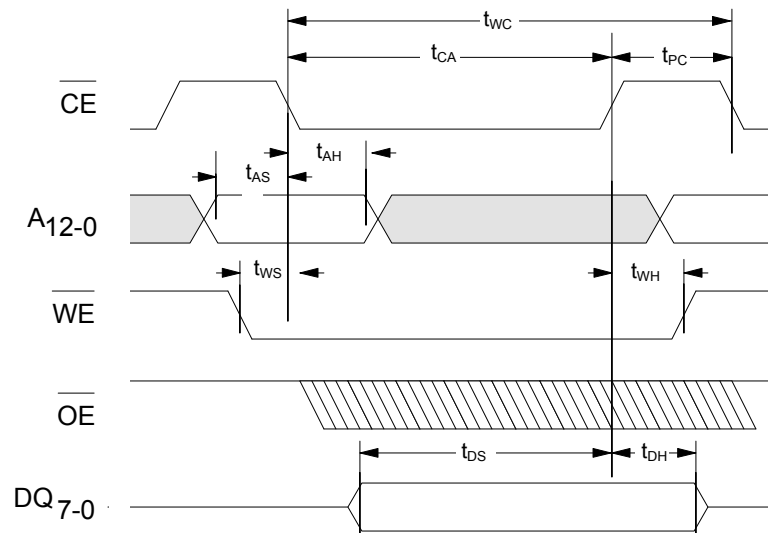 tWC
tCA
tPC
CE
tAH
tAS
A12-0
tWS
tWH
WE
OE
tDS
tDH
DQ7-0